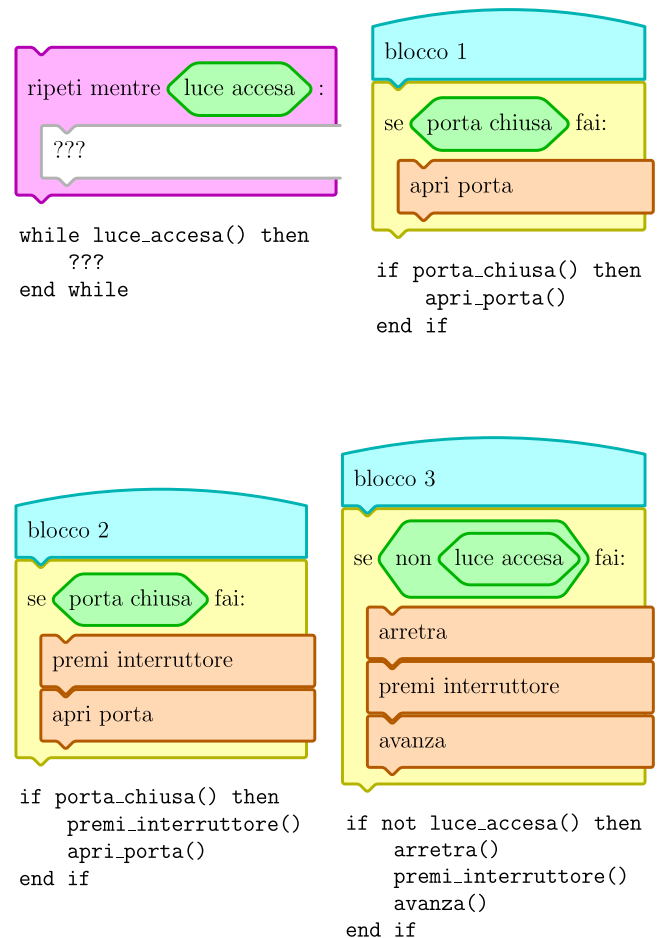 ripeti mentre luce accesa :
???
while luce_accesa() then
    ???
end while
blocco 1
se porta chiusa fai:
apri porta
if porta_chiusa() then
    apri_porta()
end if
blocco 2
se porta chiusa fai:
premi interruttore
apri porta
if porta_chiusa() then
    premi_interruttore()
    apri_porta()
end if
blocco 3
se non luce accesa fai:
arretra
premi interruttore
avanza
if not luce_accesa() then
    arretra()
    premi_interruttore()
    avanza()
end if